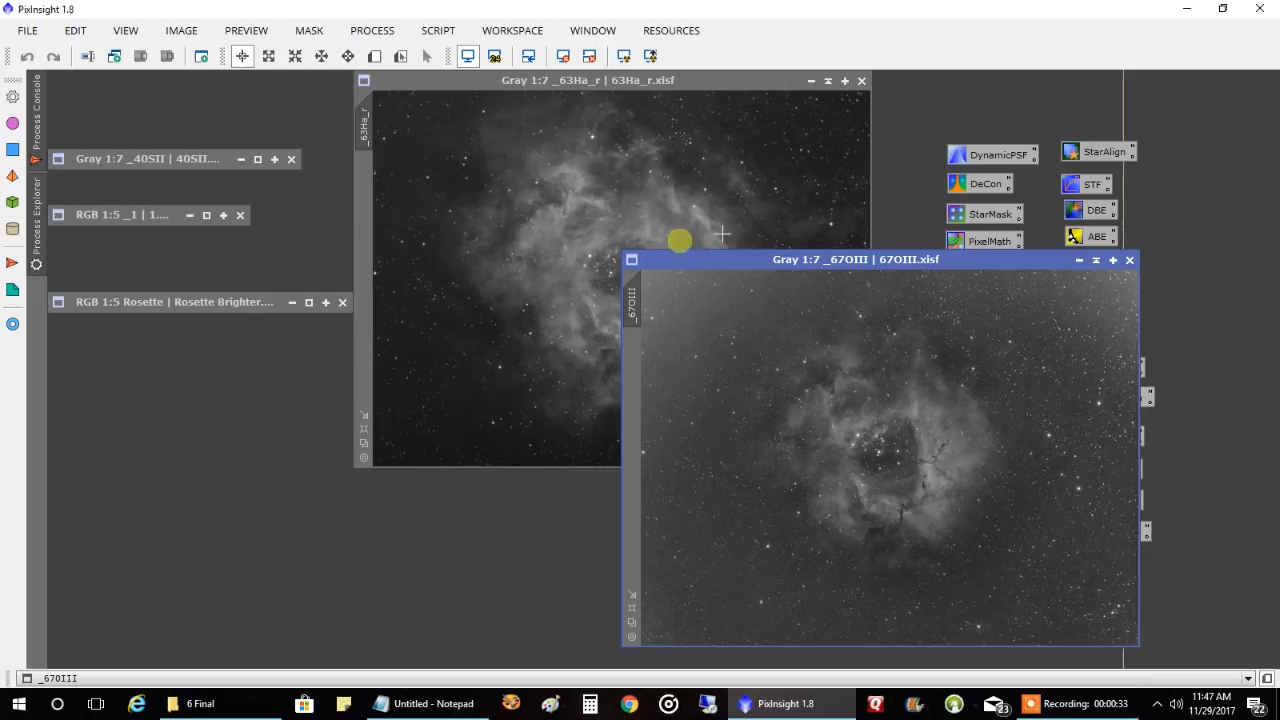 PixInsight 1.8
FILE EDIT VIEW IMAGE PREVIEW MASK PROCESS SCRIPT WORKSPACE WINDOW RESOURCES
Process Console
Process Explorer
Gray 1:7 _63Ha_r | 63Ha_r.xisf
_63Ha_r
Gray 1:7 _40SII | 40SII....
RGB 1:5 _1 | 1....
RGB 1:5 Rosette | Rosette Brighter....
DynamicPSF
StarAlign
DeCon
STF
StarMask
DBE
PixelMath
ABE
Gray 1:7 _67OIII | 67OIII.xisf
_67OIII
_67OIII
6 Final
Untitled - Notepad
PixInsight 1.8
23
Recording: 00:00:33
11:47 AM
11/29/2017
22